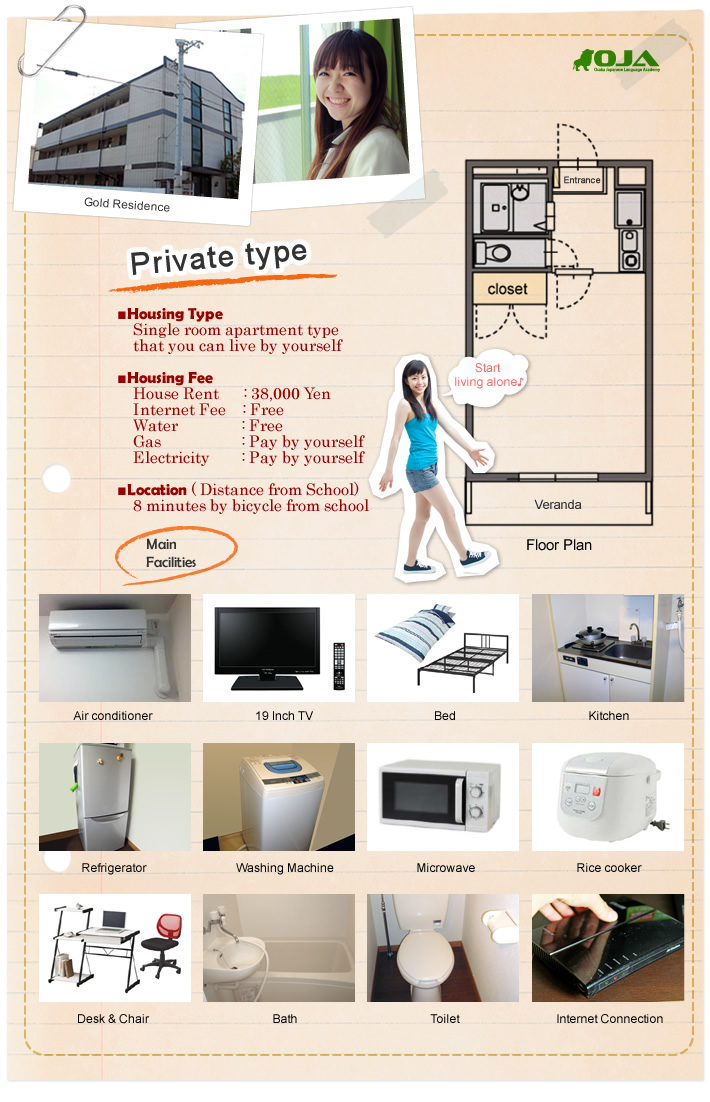 OJA
Osaka Japanese Language Academy
Gold Residence
Private type
■Housing Type
Single room apartment type
that you can live by yourself
■Housing Fee
House Rent : 38,000 Yen
Internet Fee : Free
Water : Free
Gas : Pay by yourself
Electricity : Pay by yourself
■Location ( Distance from School)
8 minutes by bicycle from school
Entrance
closet
Start
living alone♪
Veranda
Floor Plan
Main
Facilities
Air conditioner
19 Inch TV
Bed
Kitchen
Refrigerator
Washing Machine
Microwave
Rice cooker
Desk & Chair
Bath
Toilet
Internet Connection